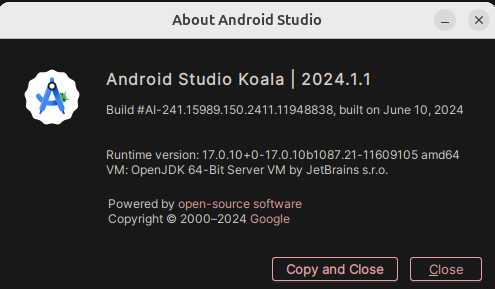 About Android Studio
Android Studio Koala | 2024.1.1
Build #AI-241.15989.150.2411.11948838, built on June 10, 2024
Runtime version: 17.0.10+0-17.0.10b1087.21-11609105 amd64
VM: OpenJDK 64-Bit Server VM by JetBrains s.r.o.
Powered by open-source software
Copyright © 2000–2024 Google
Copy and Close
Close